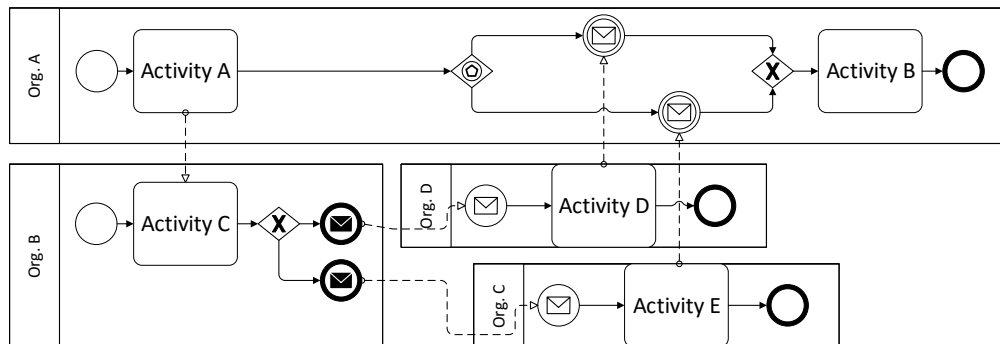 Org. A
Activity A
X
Activity B
Org. B
Activity C
X
Org. D
Activity D
Org. C
Activity E